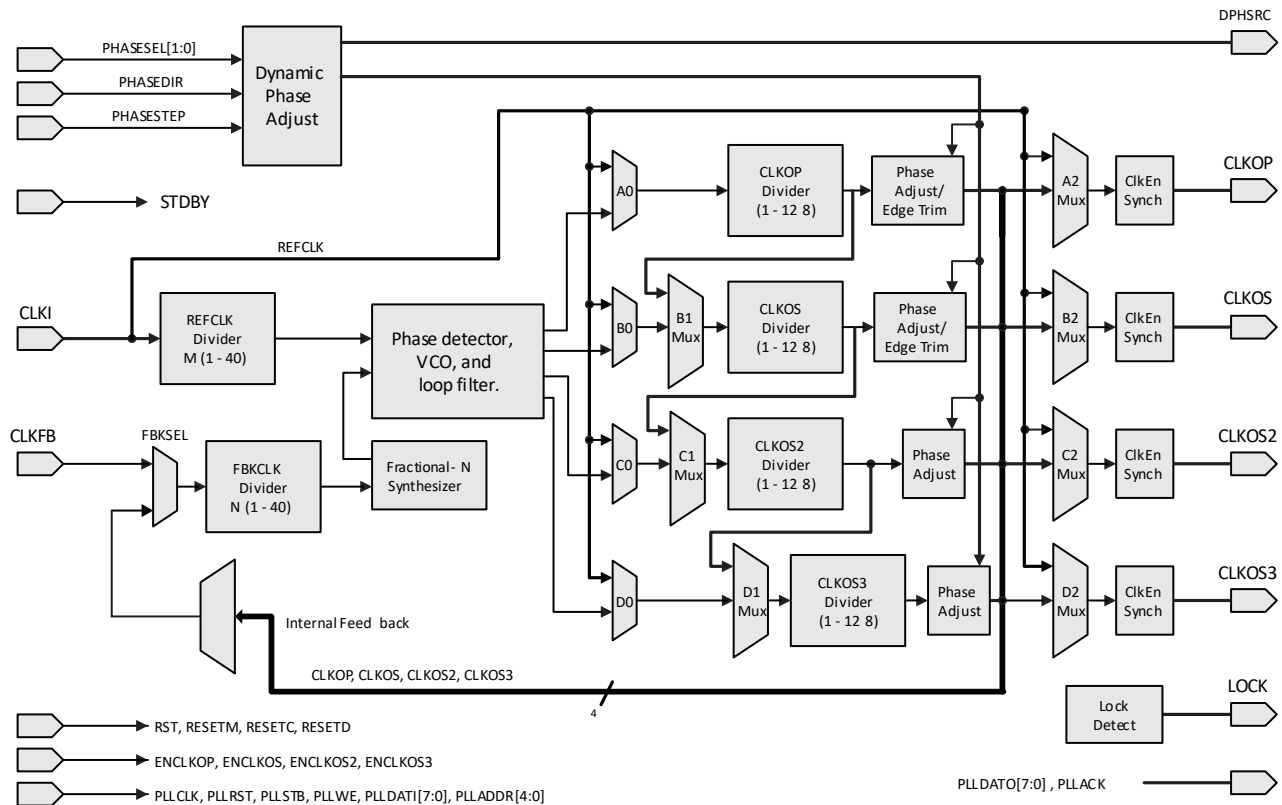 DPHSRC
PHASESEL[1:0]
PHASEDIR
PHASESTEP
Dynamic
Phase
Adjust
STDBY
REFCLK
CLKI
REFCLK
Divider
M (1 - 40)
Phase detector,
VCO, and
loop filter.
CLKFB
FBKSEL
FBKCLK
Divider
N (1 - 40)
Fractional- N
Synthesizer
Internal Feed back
CLKOP, CLKOS, CLKOS2, CLKOS3
4
A0
CLKOP
Divider
(1 - 12 8)
Phase
Adjust/
Edge Trim
A2
Mux
ClkEn
Synch
CLKOP
B0
B1
Mux
CLKOS
Divider
(1 - 12 8)
Phase
Adjust/
Edge Trim
B2
Mux
ClkEn
Synch
CLKOS
C0
C1
Mux
CLKOS2
Divider
(1 - 12 8)
Phase
Adjust
C2
Mux
ClkEn
Synch
CLKOS2
D0
D1
Mux
CLKOS3
Divider
(1 - 12 8)
Phase
Adjust
D2
Mux
ClkEn
Synch
CLKOS3
Lock
Detect
LOCK
RST, RESETM, RESETC, RESETD
ENCLKOP, ENCLKOS, ENCLKOS2, ENCLKOS3
PLLCLK, PLLRST, PLLSTB, PLLWE, PLLDATI[7:0], PLLADDR[4:0]
PLLDATO[7:0] , PLLACK